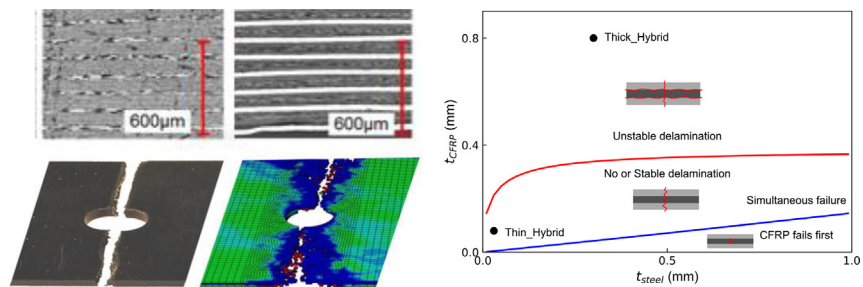 600μm
600μm
t_CFRP (mm)
0.8
0.4
0.0
Thick_Hybrid
Unstable delamination
No or Stable delamination
Simultaneous failure
Thin_Hybrid
CFRP fails first
0.0
0.5
1.0
t_steel (mm)